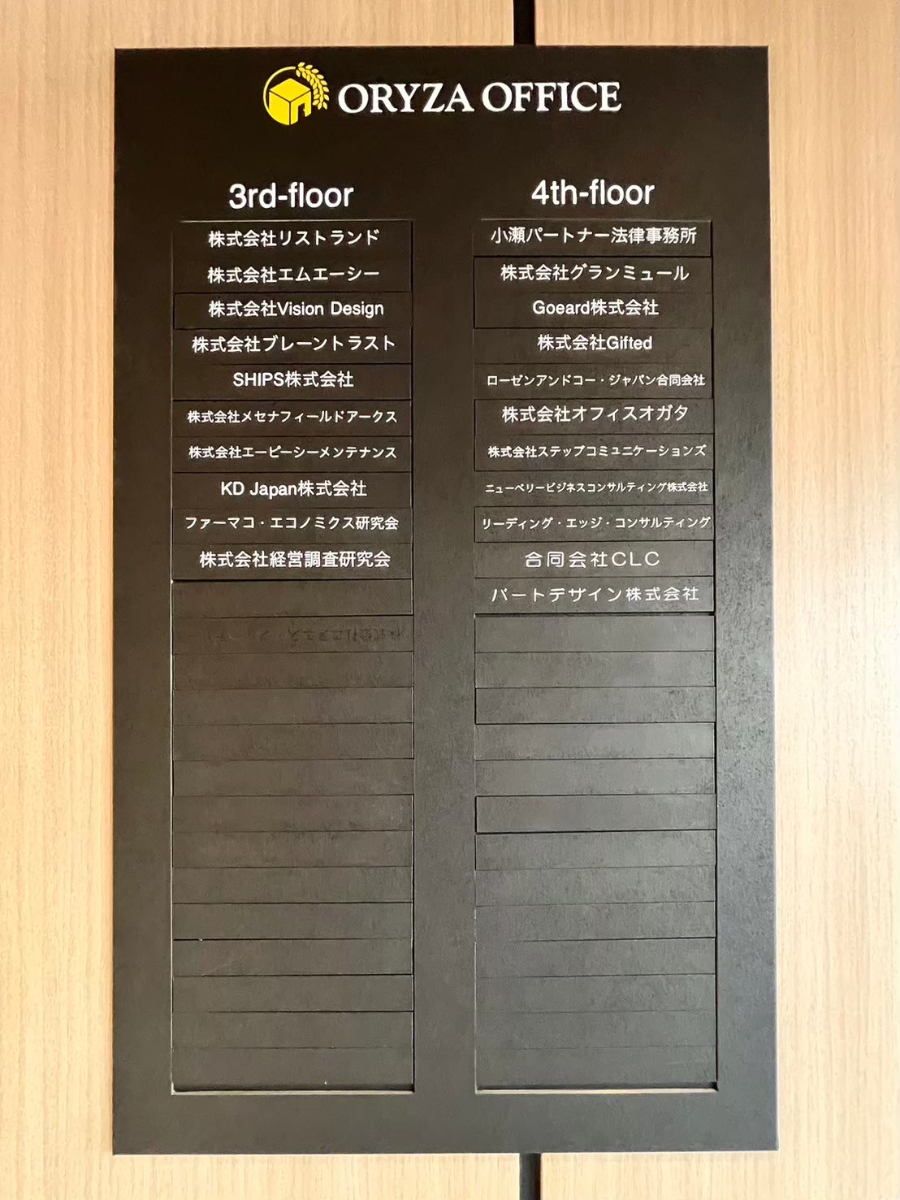 ORYZA OFFICE
3rd-floor
株式会社リストランド
株式会社エムエーシー
株式会社Vision Design
株式会社ブレーントラスト
SHIPS株式会社
株式会社メセナフィールドアークス
株式会社エーピーシーメンテナンス
KD Japan株式会社
ファーマコ・エコノミクス研究会
株式会社経営調査研究会
4th-floor
小瀬パートナー法律事務所
株式会社グランミュール
Goeard株式会社
株式会社Gifted
ローゼンアンドコー・ジャパン合同会社
株式会社オフィスオガタ
株式会社ステップコミュニケーションズ
ニューベリービジネスコンサルティング株式会社
リーディング・エッジ・コンサルティング
合同会社CLC
パートデザイン株式会社